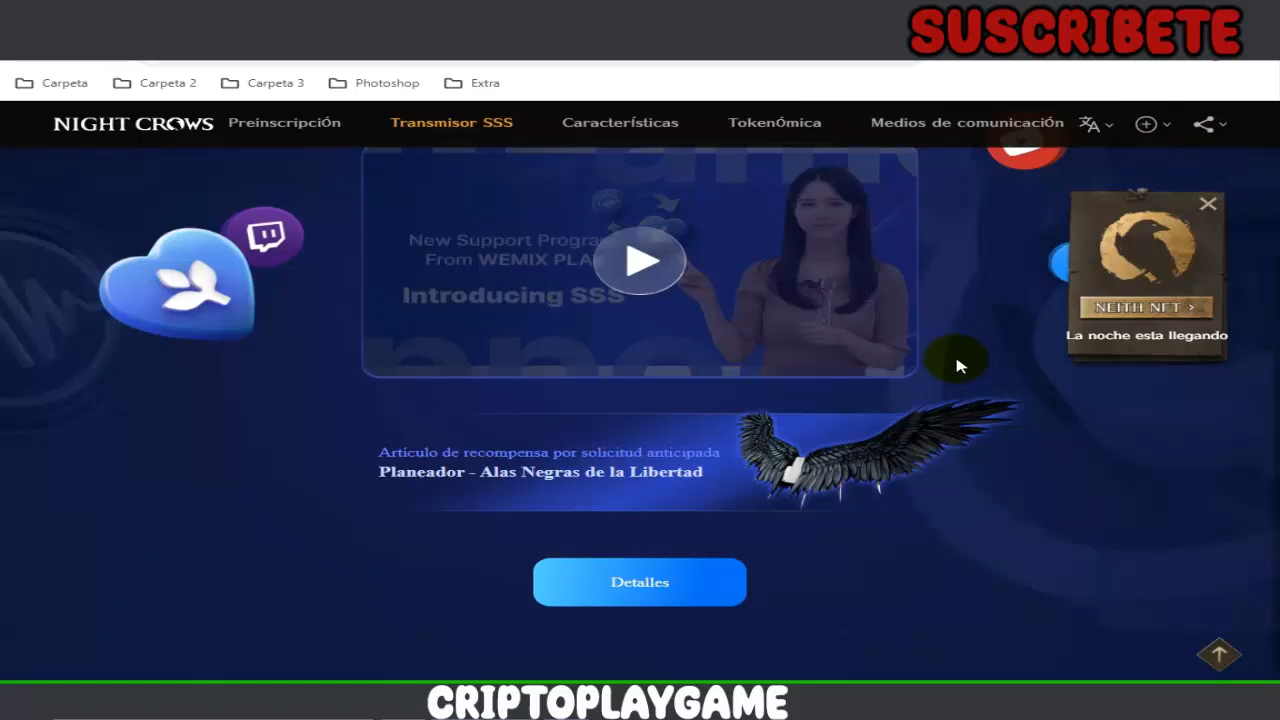 SUSCRIBETE
Carpeta
Carpeta 2
Carpeta 3
Photoshop
Extra
NIGHT CROWS
Preinscripción
Transmisor SSS
Características
Tokenómica
Medios de comunicación
New Support Progra
From WEMIX PLA
Introducing SSS
NEITH NFT >
La noche esta llegando
Artículo de recompensa por solicitud anticipada
Planeador - Alas Negras de la Libertad
Detalles
CRIPTOPLAYGAME